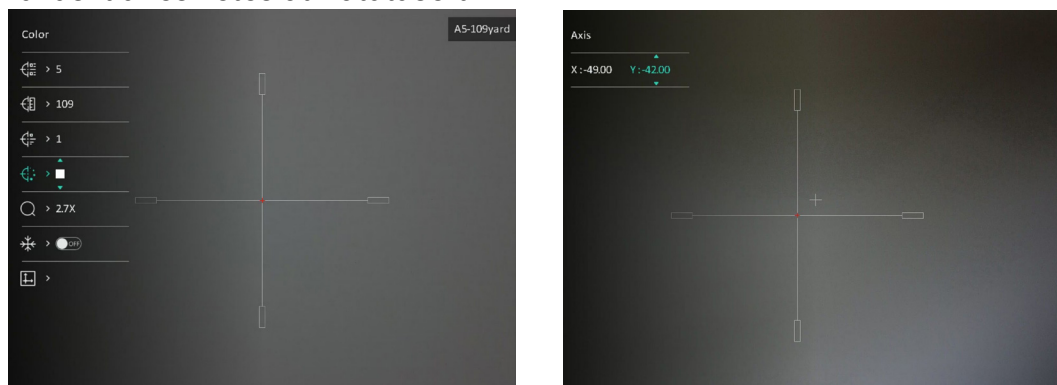 Color
A5-109yard
> 5
> 109
> 1
>
> 2.7X
> OFF
>
Axis
X :-49.00 Y :-42.00